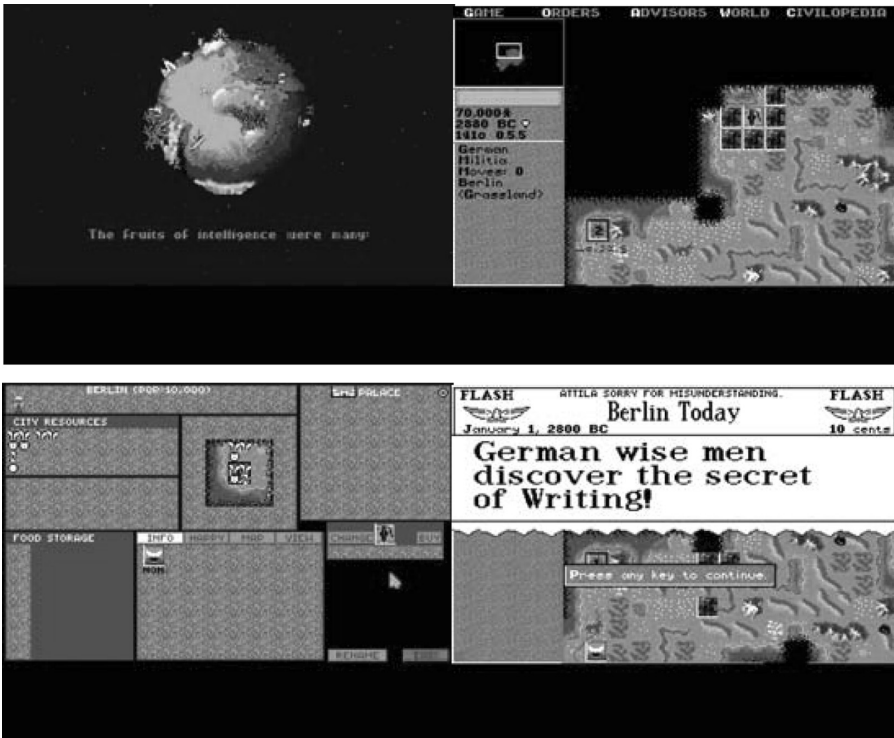 The fruits of intelligence were many:
GAME ORDERS ADVISORS WORLD CIVILOPEDIA
70.000
2880 BC
German
Militia
Moves: 0
Berlin
(Grassland)
BERLIN (POP:10,000)
CITY RESOURCES
FOOD STORAGE
INFO HAPPY MAP VIEW
HOM.
PALACE
CHANGE BUY
RENAME
FLASH ATTILA SORRY FOR MISUNDERSTANDING. FLASH
Berlin Today
January 1, 2800 BC 10 cents
German wise men
discover the secret
of Writing!
Press any key to continue.